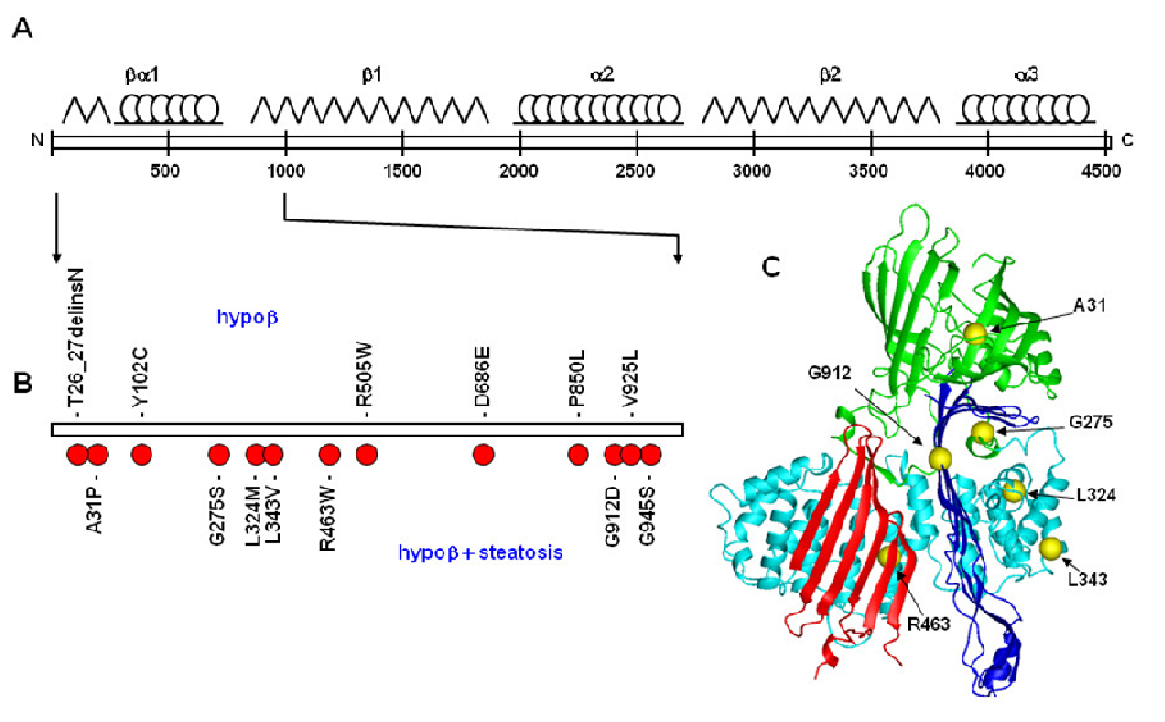 A
βα1 β1 α2 β2 α3
N C
500 1000 1500 2000 2500 3000 3500 4000 4500
C
A31
hypoβ
T26_27delinsN
Y102C
R505W
D686E
P850L
V925L
G912
B
G275
A31P
G275S
L324M
L343V
R463W
G912D
G945S
L324
hypoβ+steatosis
L343
R463